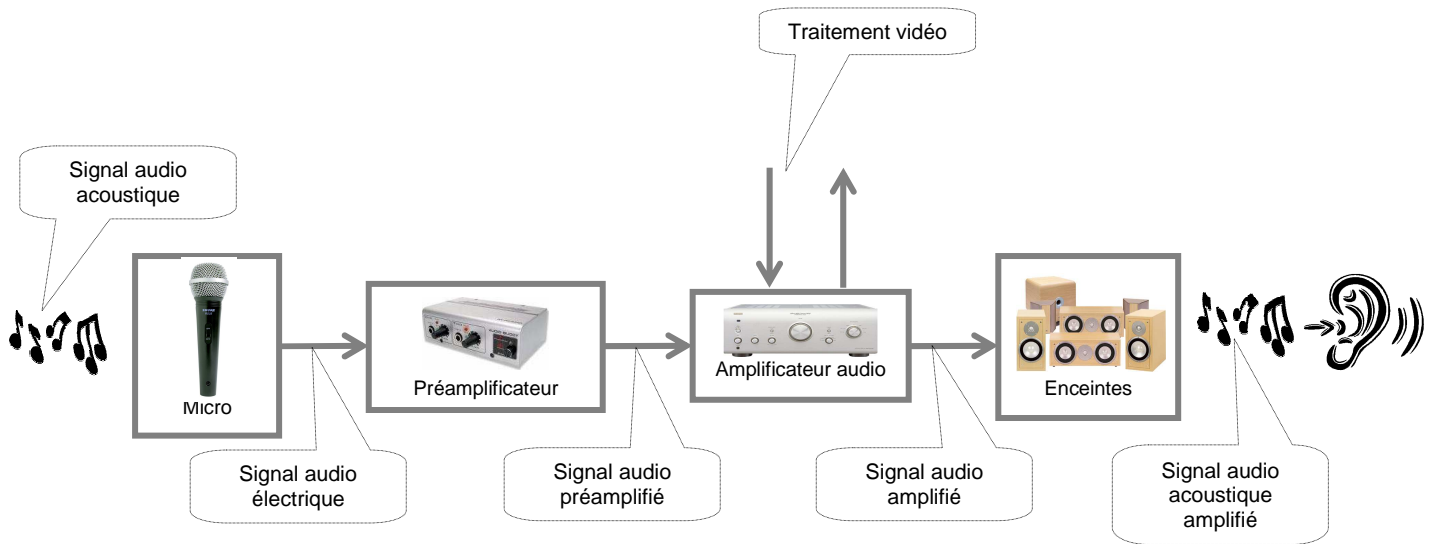 Traitement vidéo
Signal audio
acoustique
Micro
Préamplificateur
Amplificateur audio
Enceintes
Signal audio
électrique
Signal audio
préamplifié
Signal audio
amplifié
Signal audio
acoustique
amplifié